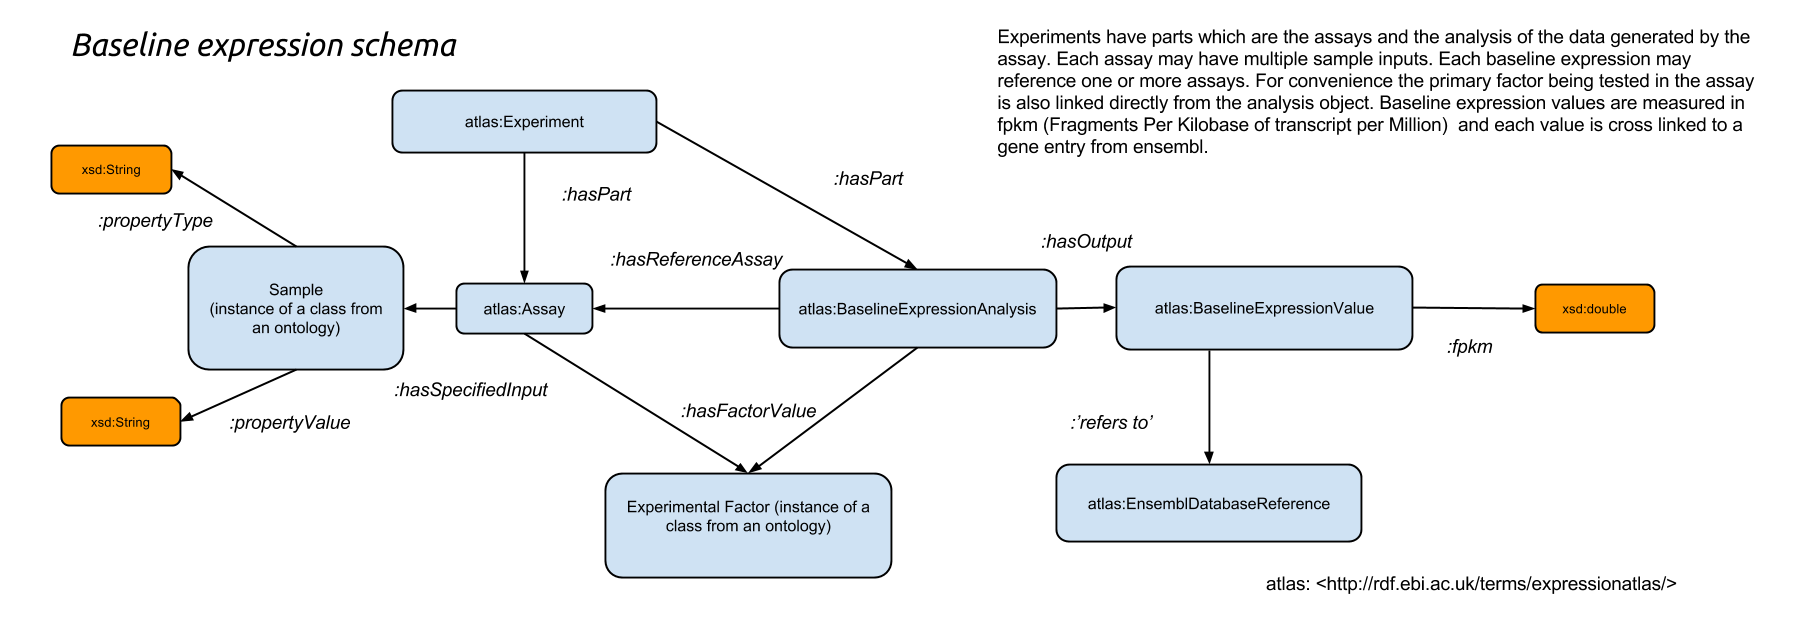 Baseline expression schema
Experiments have parts which are the assays and the analysis of the data generated by the
assay. Each assay may have multiple sample inputs. Each baseline expression may
reference one or more assays. For convenience the primary factor being tested in the assay
is also linked directly from the analysis object. Baseline expression values are measured in
fpkm (Fragments Per Kilobase of transcript per Million)  and each value is cross linked to a
gene entry from ensembl.
atlas:Experiment
xsd:String
:hasPart
:hasPart
:propertyType
:hasReferenceAssay
:hasOutput
Sample
(instance of a class from
an ontology)
atlas:Assay
atlas:BaselineExpressionAnalysis
atlas:BaselineExpressionValue
xsd:double
:fpkm
:hasSpecifiedInput
:hasFactorValue
xsd:String
:propertyValue
:’refers to’
Experimental Factor (instance of a
class from an ontology)
atlas:EnsemblDatabaseReference
atlas: <http://rdf.ebi.ac.uk/terms/expressionatlas/>